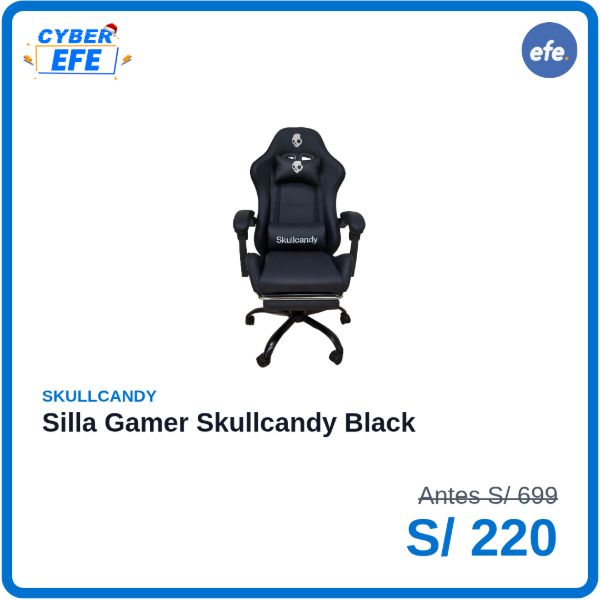 CYBER
EFE
efe.
Skullcandy
SKULLCANDY
Silla Gamer Skullcandy Black
Antes S/ 699
S/ 220